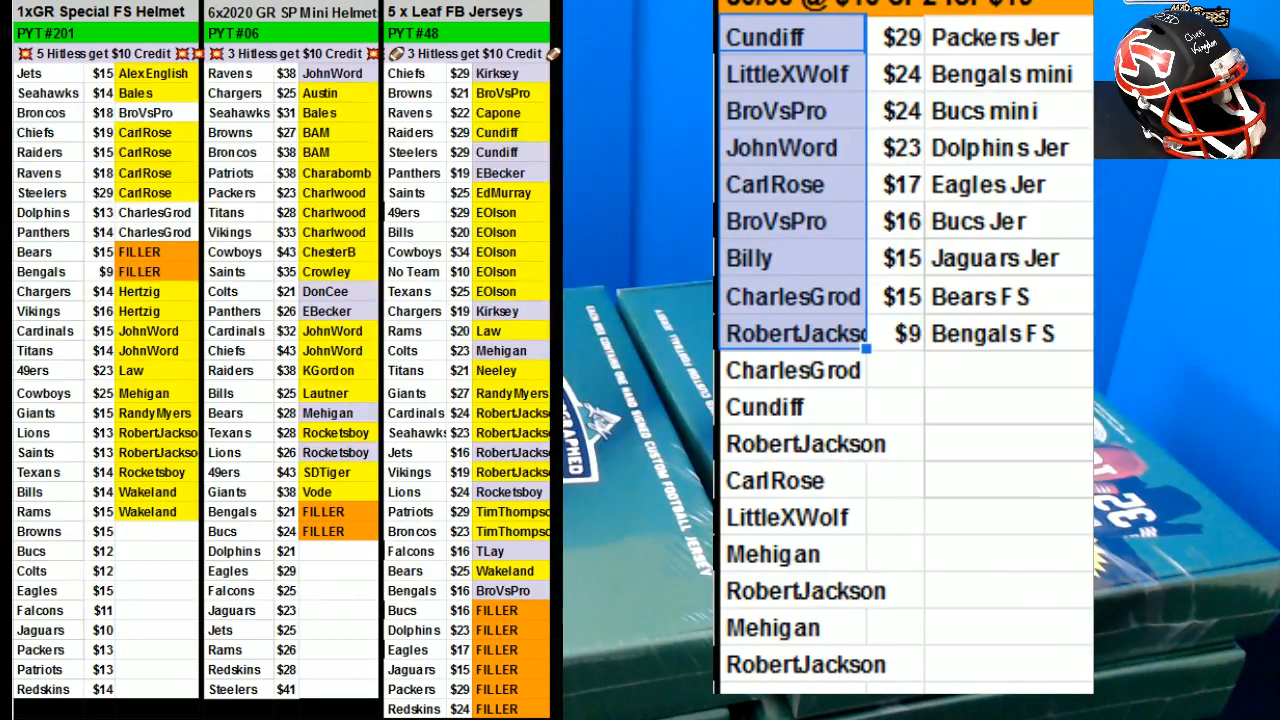 1xGR Special FS Helmet
PYT #201
5 Hitless get $10 Credit
Jets $15 AlexEnglish
Seahawks $14 Bales
Broncos $18 BroVsPro
Chiefs $19 CarlRose
Raiders $15 CarlRose
Ravens $18 CarlRose
Steelers $29 CarlRose
Dolphins $13 CharlesGrod
Panthers $14 CharlesGrod
Bears $15 FILLER
Bengals $9 FILLER
Chargers $14 Hertzig
Vikings $16 Hertzig
Cardinals $15 JohnWord
Titans $14 JohnWord
49ers $23 Law
Cowboys $25 Mehigan
Giants $15 RandyMyers
Lions $13 RobertJackso
Saints $13 RobertJackso
Texans $14 Rocketsboy
Bills $14 Wakeland
Rams $15 Wakeland
Browns $15
Bucs $12
Colts $12
Eagles $15
Falcons $11
Jaguars $10
Packers $13
Patriots $13
Redskins $14
6x2020 GR SP Mini Helmet
PYT #06
3 Hitless get $10 Credit
Ravens $38 JohnWord
Chargers $25 Austin
Seahawks $31 Bales
Browns $27 BAM
Broncos $38 BAM
Patriots $38 Charabomb
Packers $23 Charlwood
Titans $28 Charlwood
Vikings $33 Charlwood
Cowboys $43 ChesterB
Saints $35 Crowley
Colts $21 DonCee
Panthers $26 EBecker
Cardinals $32 JohnWord
Chiefs $43 JohnWord
Raiders $38 KGordon
Bills $25 Lautner
Bears $28 Mehigan
Texans $28 Rocketsboy
Lions $26 Rocketsboy
49ers $43 SDTiger
Giants $38 Vode
Bengals $21 FILLER
Bucs $24 FILLER
Dolphins $21
Eagles $29
Falcons $25
Jaguars $23
Jets $25
Rams $26
Redskins $28
Steelers $41
5 x Leaf FB Jerseys
PYT #48
3 Hitless get $10 Credit
Chiefs $29 Kirksey
Browns $21 BroVsPro
Ravens $22 Capone
Raiders $29 Cundiff
Steelers $29 Cundiff
Panthers $19 EBecker
Saints $25 EdMurray
49ers $29 EOlson
Bills $20 EOlson
Cowboys $34 EOlson
No Team $10 EOlson
Texans $25 EOlson
Chargers $19 Kirksey
Rams $20 Law
Colts $23 Mehigan
Titans $21 Neeley
Giants $27 RandyMyers
Cardinals $24 RobertJacks
Seahawks $23 RobertJacks
Jets $16 RobertJacks
Vikings $19 RobertJacks
Lions $24 Rocketsboy
Patriots $29 TimThompso
Broncos $23 TimThompso
Falcons $16 TLay
Bears $25 Wakeland
Bengals $16 BroVsPro
Bucs $16 FILLER
Dolphins $23 FILLER
Eagles $17 FILLER
Jaguars $15 FILLER
Packers $29 FILLER
Redskins $24 FILLER
Cundiff $29 Packers Jer
LittleXWolf $24 Bengals mini
BroVsPro $24 Bucs mini
JohnWord $23 Dolphins Jer
CarlRose $17 Eagles Jer
BroVsPro $16 Bucs Jer
Billy $15 Jaguars Jer
CharlesGrod $15 Bears FS
RobertJackso $9 Bengals FS
CharlesGrod
Cundiff
RobertJackson
CarlRose
LittleXWolf
Mehigan
RobertJackson
Mehigan
RobertJackson
EACH BOX CONTAINS ONE HAND SIGNED CUSTOM FOOTBALL JERSEY
32